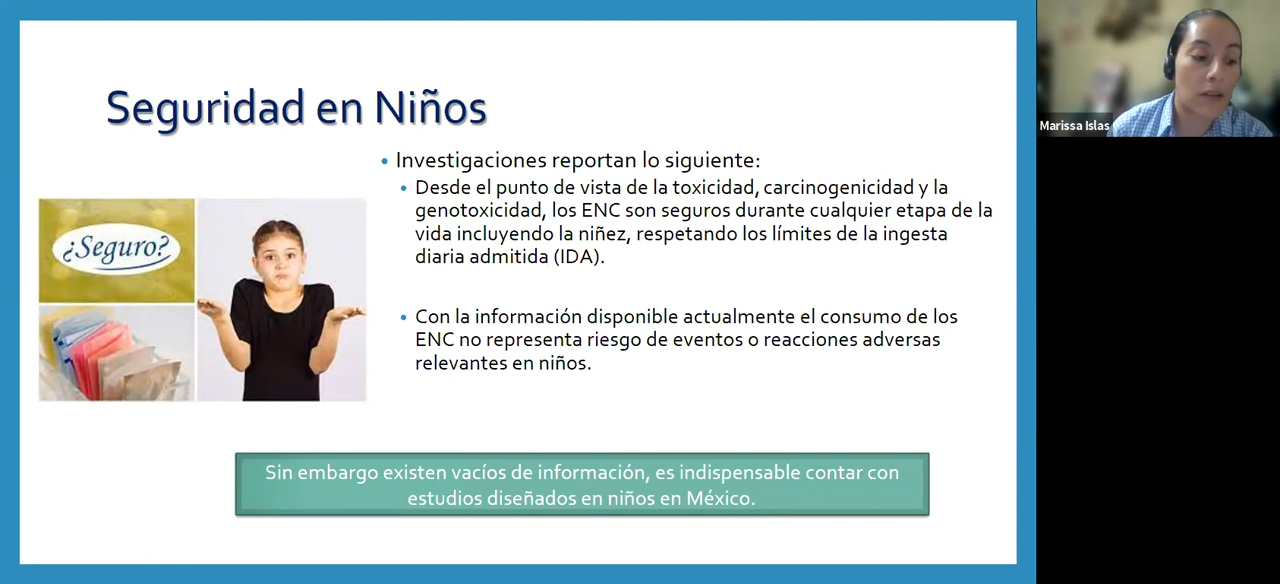 Seguridad en Niños
Marissa Islas
• Investigaciones reportan lo siguiente:
• Desde el punto de vista de la toxicidad, carcinogenicidad y la
genotoxicidad, los ENC son seguros durante cualquier etapa de la
vida incluyendo la niñez, respetando los límites de la ingesta
diaria admitida (IDA).
¿Seguro?
• Con la información disponible actualmente el consumo de los
ENC no representa riesgo de eventos o reacciones adversas
relevantes en niños.
Sin embargo existen vacíos de información, es indispensable contar con
estudios diseñados en niños en México.